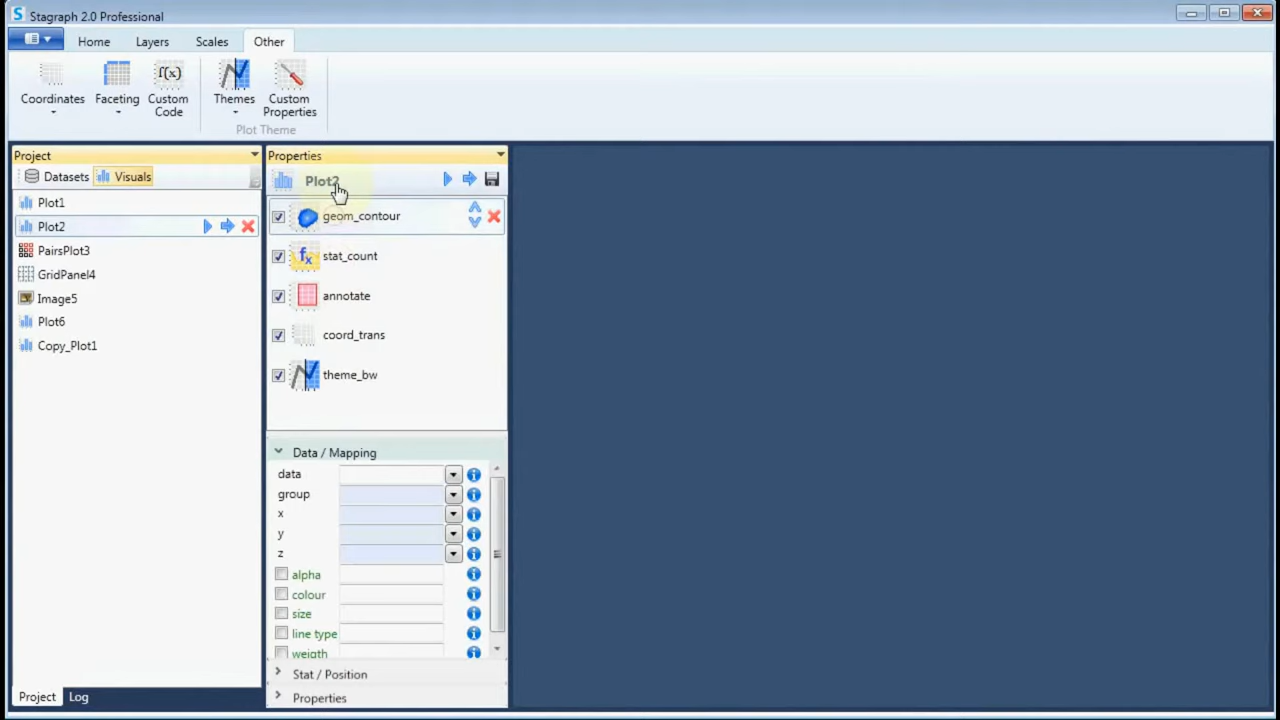 Stagraph 2.0 Professional
Home Layers Scales Other
Coordinates Faceting Custom Code Themes Custom Properties
Plot Theme
Project
Datasets Visuals
Plot1
Plot2
PairsPlot3
GridPanel4
Image5
Plot6
Copy_Plot1
Project Log
Properties
Plot2
geom_contour
stat_count
annotate
coord_trans
theme_bw
Data / Mapping
data
group
x
y
z
alpha
colour
size
line type
weigth
Stat / Position
Properties
f(x)
fx